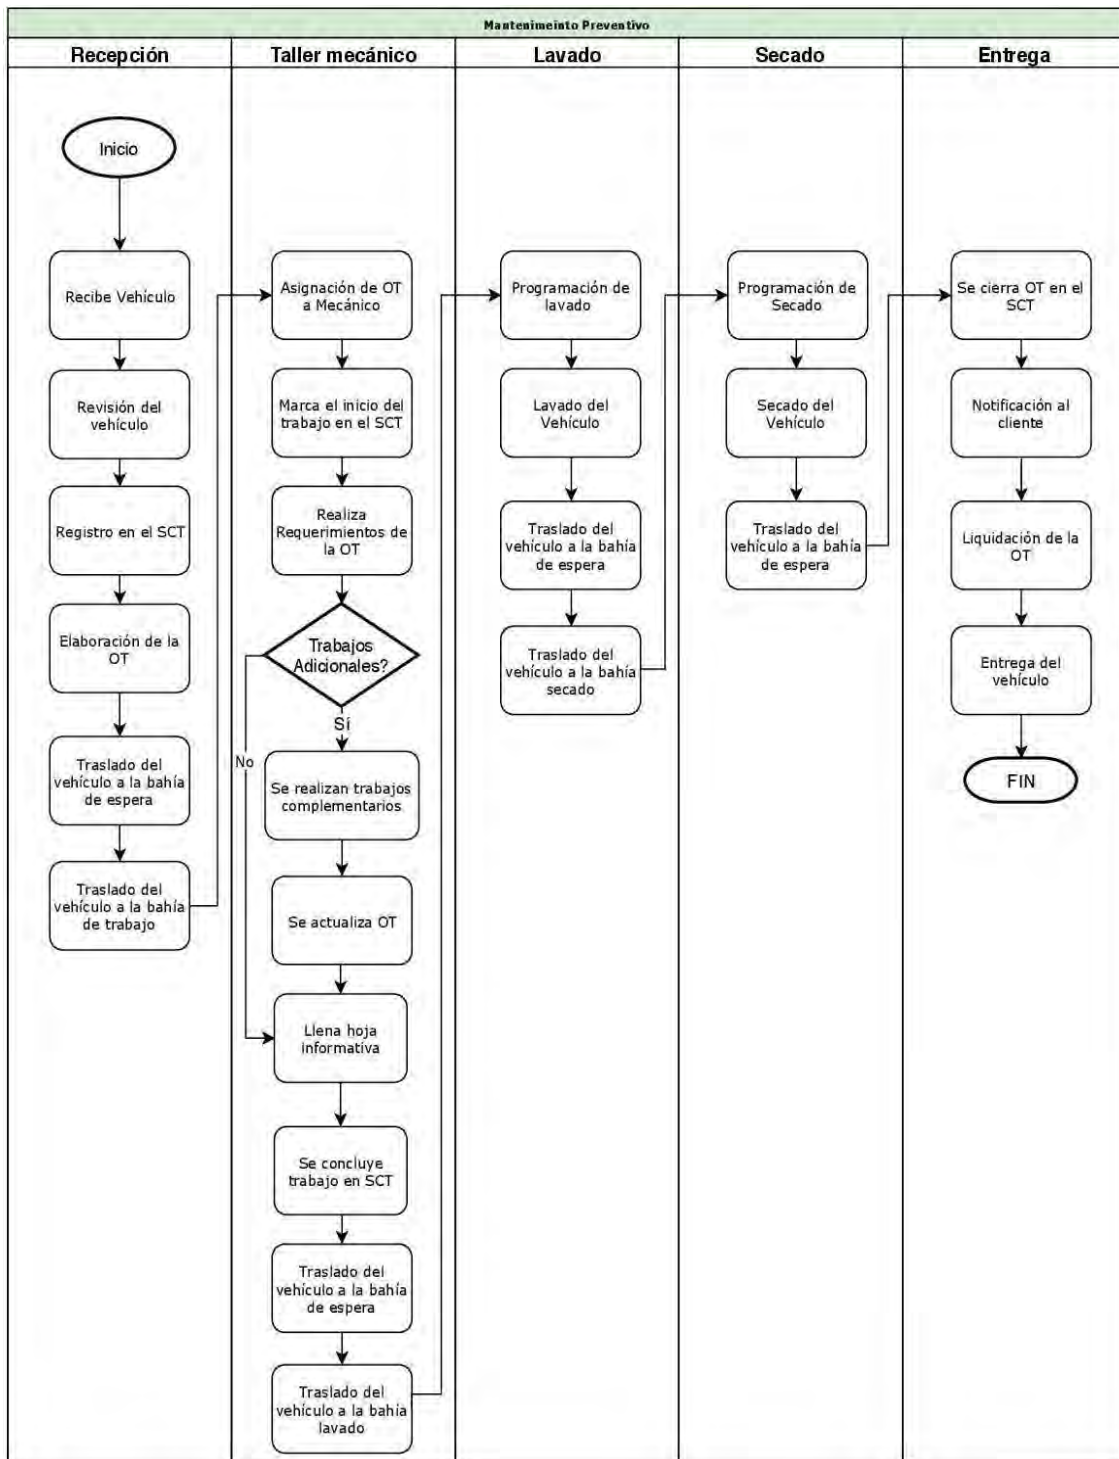 Mantenimeinto Preventivo
Recepción
Taller mecánico
Lavado
Secado
Entrega
Inicio
Recibe Vehículo
Revisión del
vehículo
Registro en el SCT
Elaboración de la
OT
Traslado del
vehículo a la bahía
de espera
Traslado del
vehículo a la bahía
de trabajo
Asignación de OT
a Mecánico
Marca el inicio del
trabajo en el SCT
Realiza
Requerimientos de
la OT
Trabajos
Adicionales?
Sí
No
Se realizan trabajos
complementarios
Se actualiza OT
Llena hoja
informativa
Se concluye
trabajo en SCT
Traslado del
vehículo a la bahía
de espera
Traslado del
vehículo a la bahía
lavado
Programación de
lavado
Lavado del
Vehículo
Traslado del
vehículo a la bahía
de espera
Traslado del
vehículo a la bahía
secado
Programación de
Secado
Secado del
Vehículo
Traslado del
vehículo a la bahía
de espera
Se cierra OT en el
SCT
Notificación al
cliente
Liquidación de la
OT
Entrega del
vehículo
FIN